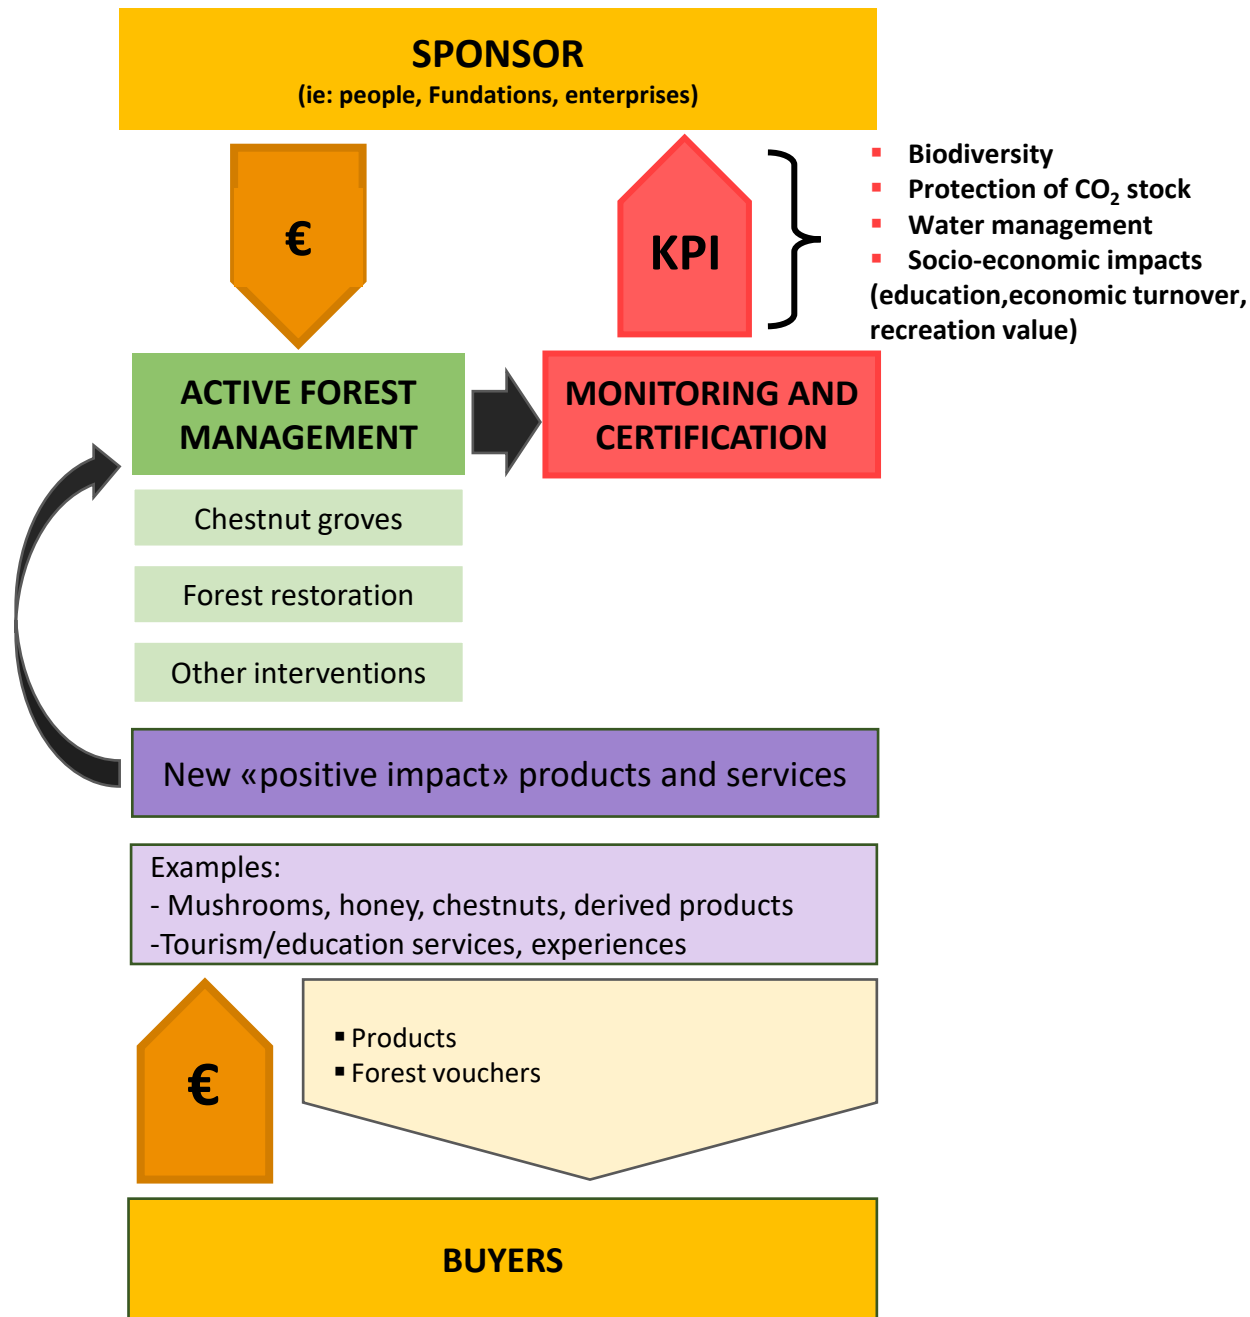 SPONSOR
(ie: people, Fundations, enterprises)
€
KPI
▪ Biodiversity
▪ Protection of CO₂ stock
▪ Water management
▪ Socio-economic impacts
(education,economic turnover,
recreation value)
ACTIVE FOREST
MANAGEMENT
MONITORING AND
CERTIFICATION
Chestnut groves
Forest restoration
Other interventions
New «positive impact» products and services
Examples:
- Mushrooms, honey, chestnuts, derived products
-Tourism/education services, experiences
€
▪ Products
▪ Forest vouchers
BUYERS